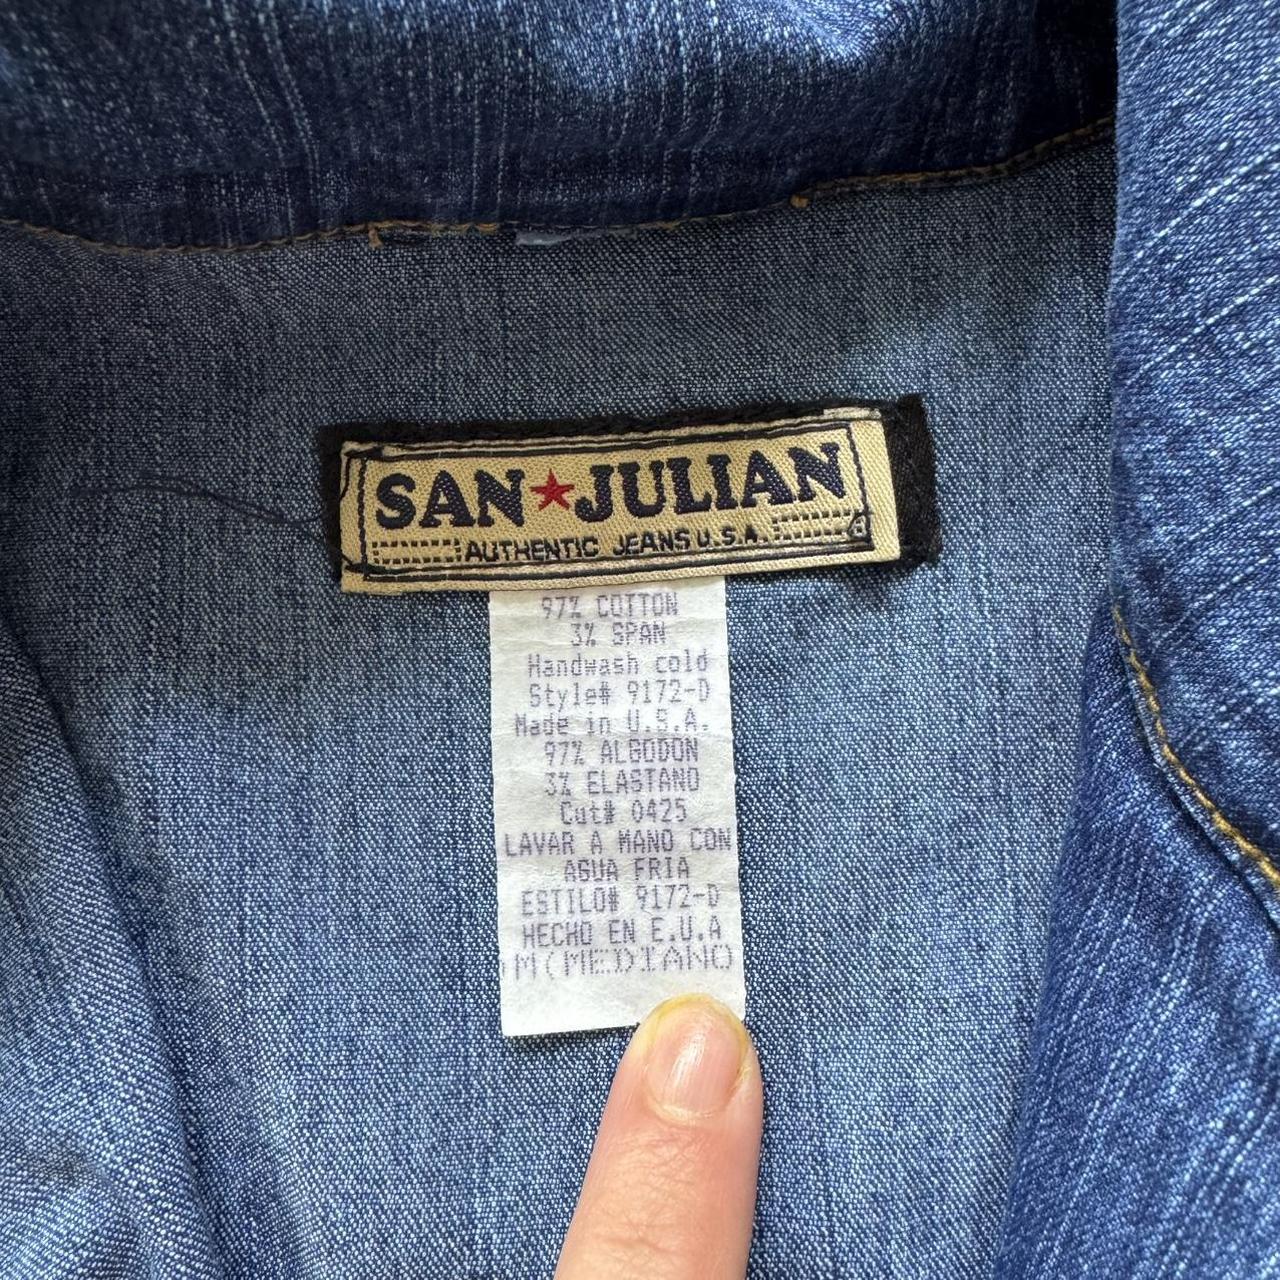 SAN★JULIAN
AUTHENTIC JEANS U.S.A.
97% COTTON
3% SPAN
Handwash cold
Style# 9172-D
Made in U.S.A.
97% ALGODON
3% ELASTANO
Cut# 0425
LAVAR A MANO CON
AGUA FRIA
ESTILO# 9172-D
HECHO EN E.U.A
M(MEDIANO